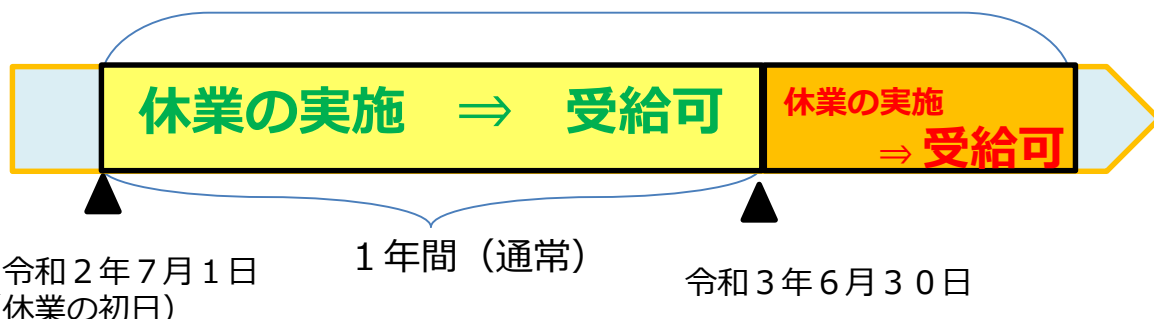 休業の実施 ⇒ 受給可
休業の実施
⇒ 受給可
１年間（通常）
令和２年７月１日
休業の初日）
令和３年６月３０日